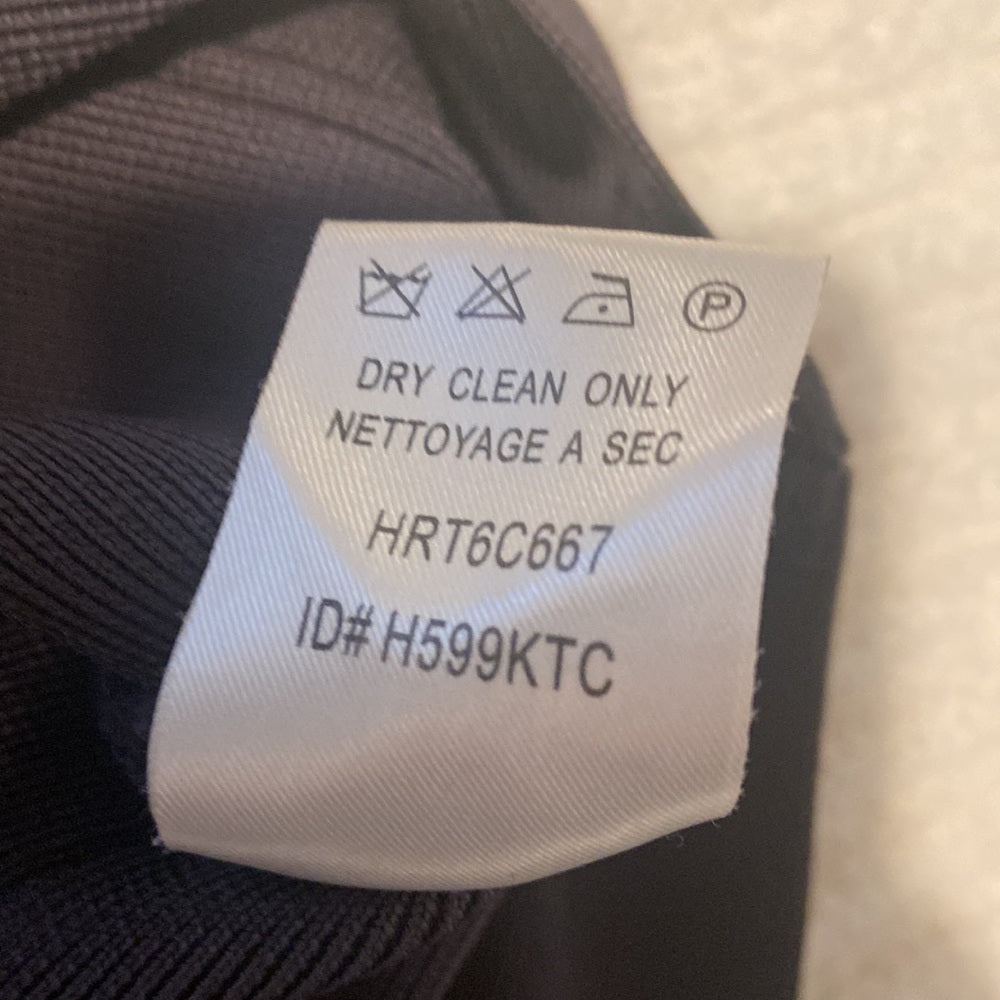 P
DRY CLEAN ONLY
NETTOYAGE A SEC
HRT6C667
ID# H599KTC